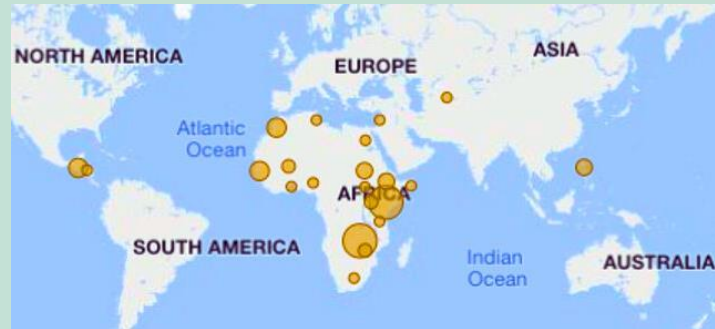 NORTH AMERICA
EUROPE
ASIA
Atlantic
Ocean
AFRICA
SOUTH AMERICA
Indian
Ocean
AUSTRALIA